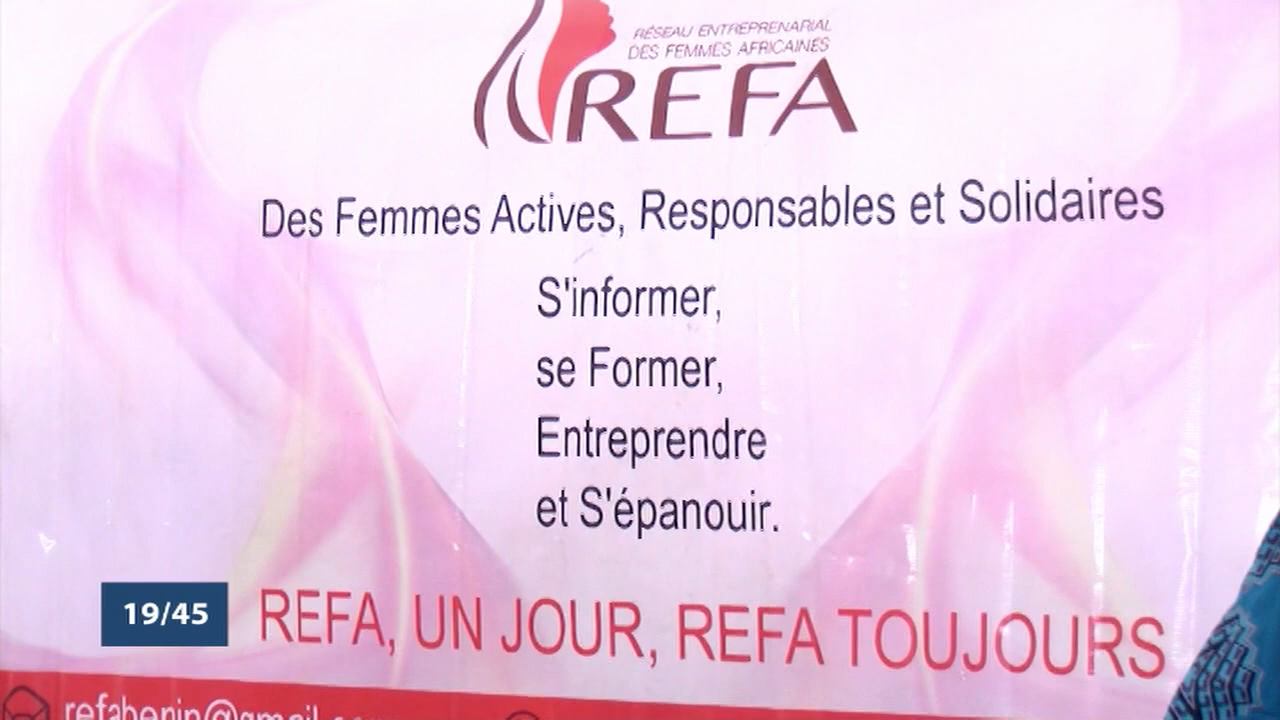 RÉSEAU ENTREPRENARIAL
DES FEMMES AFRICAINES
REFA
Des Femmes Actives, Responsables et Solidaires
S'informer,
se Former,
Entreprendre
et S'épanouir.
19/45
REFA, UN JOUR, REFA TOUJOURS